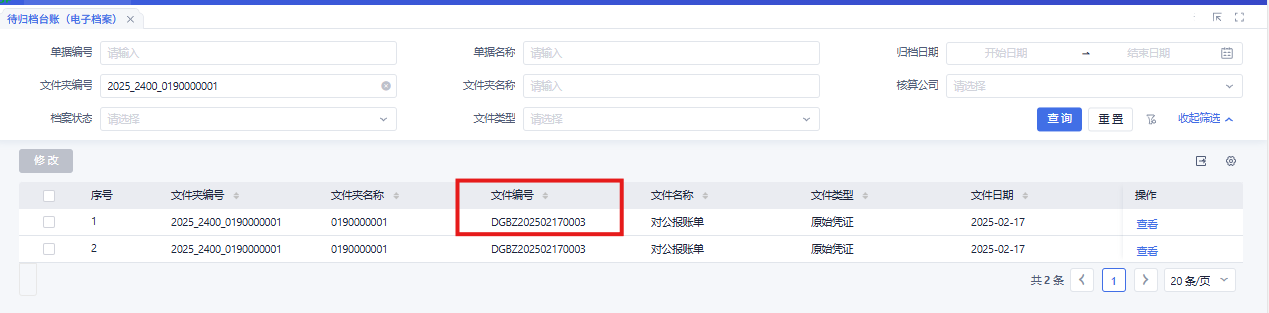 待归档台账（电子档案）
单据编号 请输入 单据名称 请输入 归档日期 开始日期 → 结束日期
文件夹编号 2025_2400_0190000001 文件夹名称 请输入 核算公司 请选择
档案状态 请选择 文件类型 请选择 查询 重置 收起筛选
修改
序号 文件夹编号 文件夹名称 文件编号 文件名称 文件类型 文件日期 操作
1 2025_2400_0190000001 0190000001 DGBZ202502170003 对公报账单 原始凭证 2025-02-17 查看
2 2025_2400_0190000001 0190000001 DGBZ202502170003 对公报账单 原始凭证 2025-02-17 查看
共 2 条 1 20 条/页